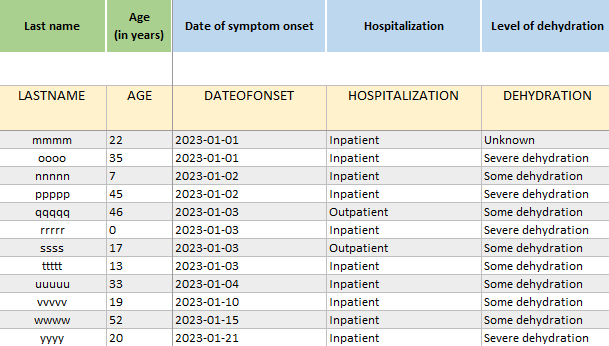 Last name Age (in years) Date of symptom onset Hospitalization Level of dehydration
LASTNAME AGE DATEOFONSET HOSPITALIZATION DEHYDRATION
mmmm 22 2023-01-01 Inpatient Unknown
oooo 35 2023-01-01 Inpatient Severe dehydration
nnnnn 7 2023-01-02 Inpatient Some dehydration
ppppp 45 2023-01-02 Inpatient Severe dehydration
qqqqq 46 2023-01-03 Outpatient Some dehydration
rrrrr 0 2023-01-03 Inpatient Severe dehydration
ssss 17 2023-01-03 Outpatient Some dehydration
ttttt 13 2023-01-03 Inpatient Some dehydration
uuuuu 33 2023-01-04 Inpatient Some dehydration
vvvvv 19 2023-01-10 Inpatient Some dehydration
wwww 52 2023-01-15 Inpatient Some dehydration
yyyy 20 2023-01-21 Inpatient Severe dehydration